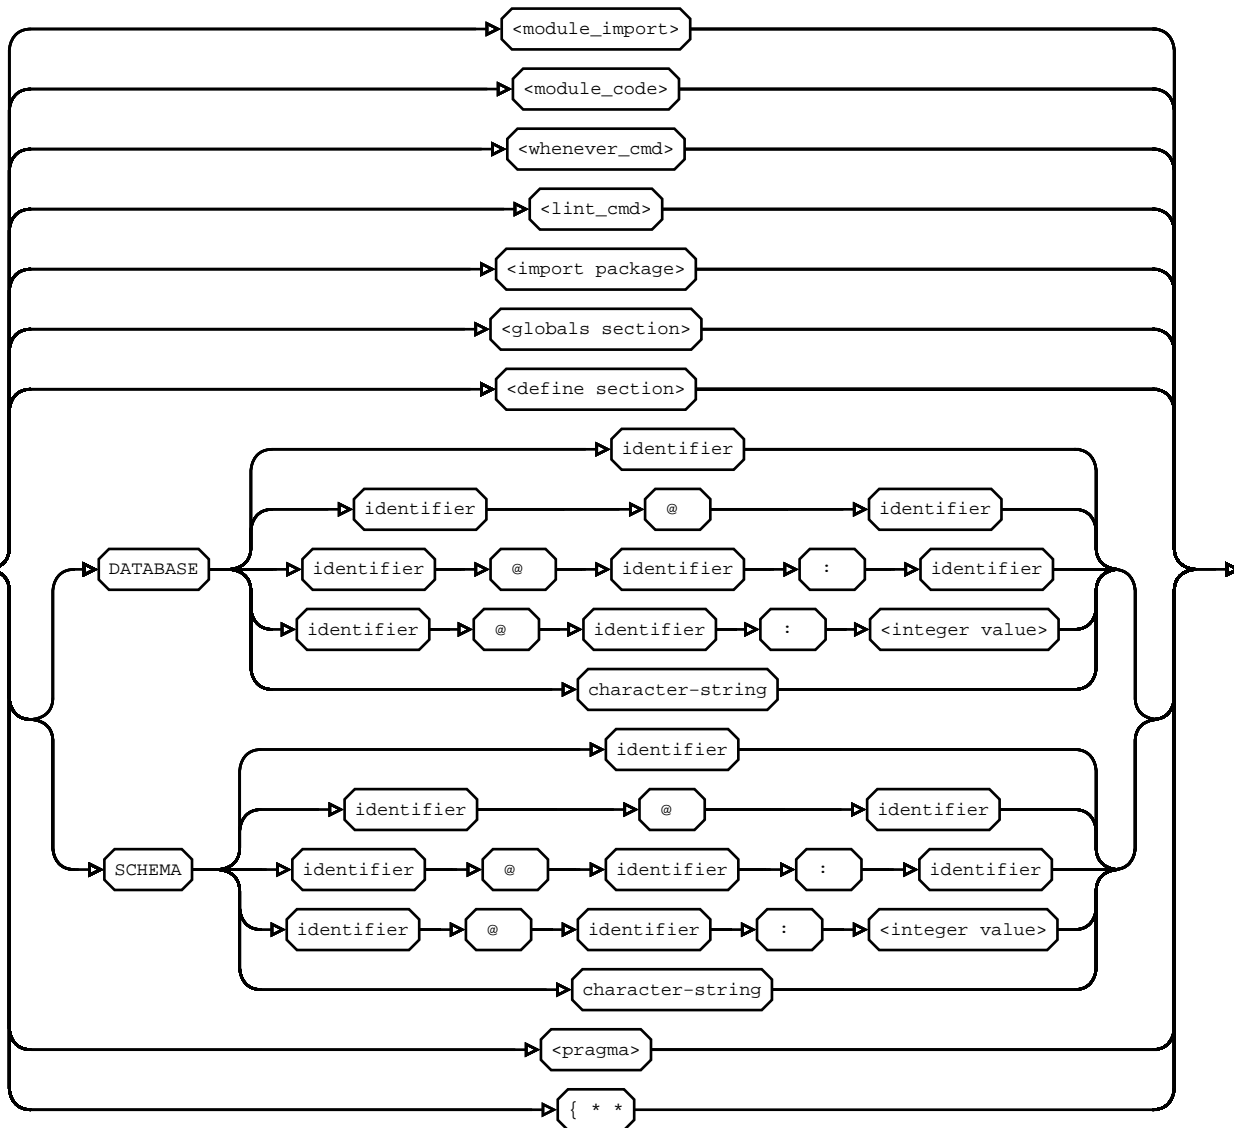 <module_import>
<module_code>
<whenever_cmd>
<lint_cmd>
<import package>
<globals section>
<define section>
identifier
identifier @ identifier
DATABASE identifier @ identifier : identifier
identifier @ identifier : <integer value>
character-string
identifier
identifier @ identifier
SCHEMA identifier @ identifier : identifier
identifier @ identifier : <integer value>
character-string
<pragma>
{ * *